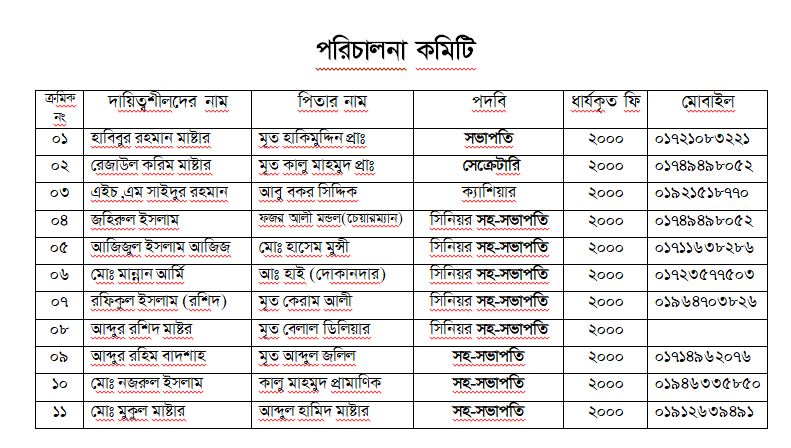 পরিচালনা কমিটি
ক্রমিক নং দায়িত্বশীলদের নাম পিতার নাম পদবি ধার্যকৃত ফি মোবাইল
০১ হাবিবুর রহমান মাষ্টার মৃত হাকিমুদ্দিন প্রাঃ সভাপতি ২০০০ ০১৭২১০৮৩২২১
০২ রেজাউল করিম মাষ্টার মৃত কালু মাহমুদ প্রাঃ সেক্রেটারি ২০০০ ০১৭৪৯৪৯৮০৫২
০৩ এইচ,এম সাইদুর রহমান আবু বকর সিদ্দিক ক্যাশিয়ার ২০০০ ০১৯২১৫১৮৭৭০
০৪ জহিরুল ইসলাম ফজর আলী মন্ডল(চেয়ারম্যান) সিনিয়র সহ-সভাপতি ২০০০ ০১৭৪৯৪৯৮০৫২
০৫ আজিজুল ইসলাম আজিজ মোঃ হাসেম মুন্সী সিনিয়র সহ-সভাপতি ২০০০ ০১৭১১৬৩৮২৮৬
০৬ মোঃ মান্নান আর্মি আঃ হাই (দোকানদার) সিনিয়র সহ-সভাপতি ২০০০ ০১৭২৩৫৭৭৫০৩
০৭ রফিকুল ইসলাম (রশিদ) মৃত কেরাম আলী সিনিয়র সহ-সভাপতি ২০০০ ০১৯৬৪৭০৩৮২৬
০৮ আব্দুর রশিদ মাষ্টর মৃত বেলাল ডিলিয়ার সিনিয়র সহ-সভাপতি ২০০০
০৯ আব্দুর রহিম বাদশাহ মৃত আব্দুল জলিল সহ-সভাপতি ২০০০ ০১৭১৪৯৬২০৭৬
১০ মোঃ নজরুল ইসলাম কালু মাহমুদ প্রামাণিক সহ-সভাপতি ২০০০ ০১৯৪৬৩৩৫৮৫০
১১ মোঃ মুকুল মাষ্টার আব্দুল হামিদ মাষ্টার সহ-সভাপতি ২০০০ ০১৯১২৬৩৯৪৯১